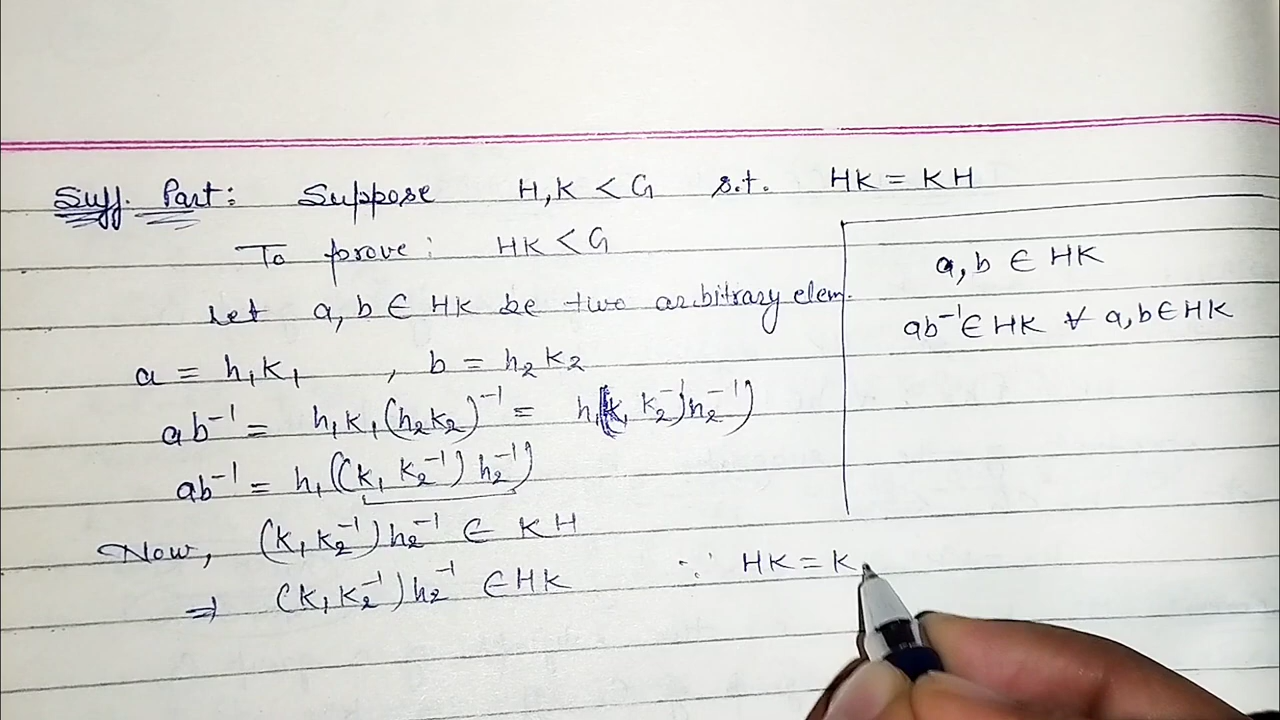 Suff. Part: Suppose H, K < G s.t. HK = KH
To prove: HK < G
Let a, b ∈ HK be two arbitrary elem.
a = h₁k₁ , b = h₂k₂
ab⁻¹ = h₁k₁(h₂k₂)⁻¹ = h₁(k₁ k₂⁻¹)h₂⁻¹)
ab⁻¹ = h₁((k₁ k₂⁻¹) h₂⁻¹)
Now, (k₁k₂⁻¹)h₂⁻¹ ∈ KH
⇒ (k₁k₂⁻¹)h₂⁻¹ ∈ HK ∵ HK = K
a, b ∈ HK
ab⁻¹ ∈ HK ∀ a, b ∈ HK